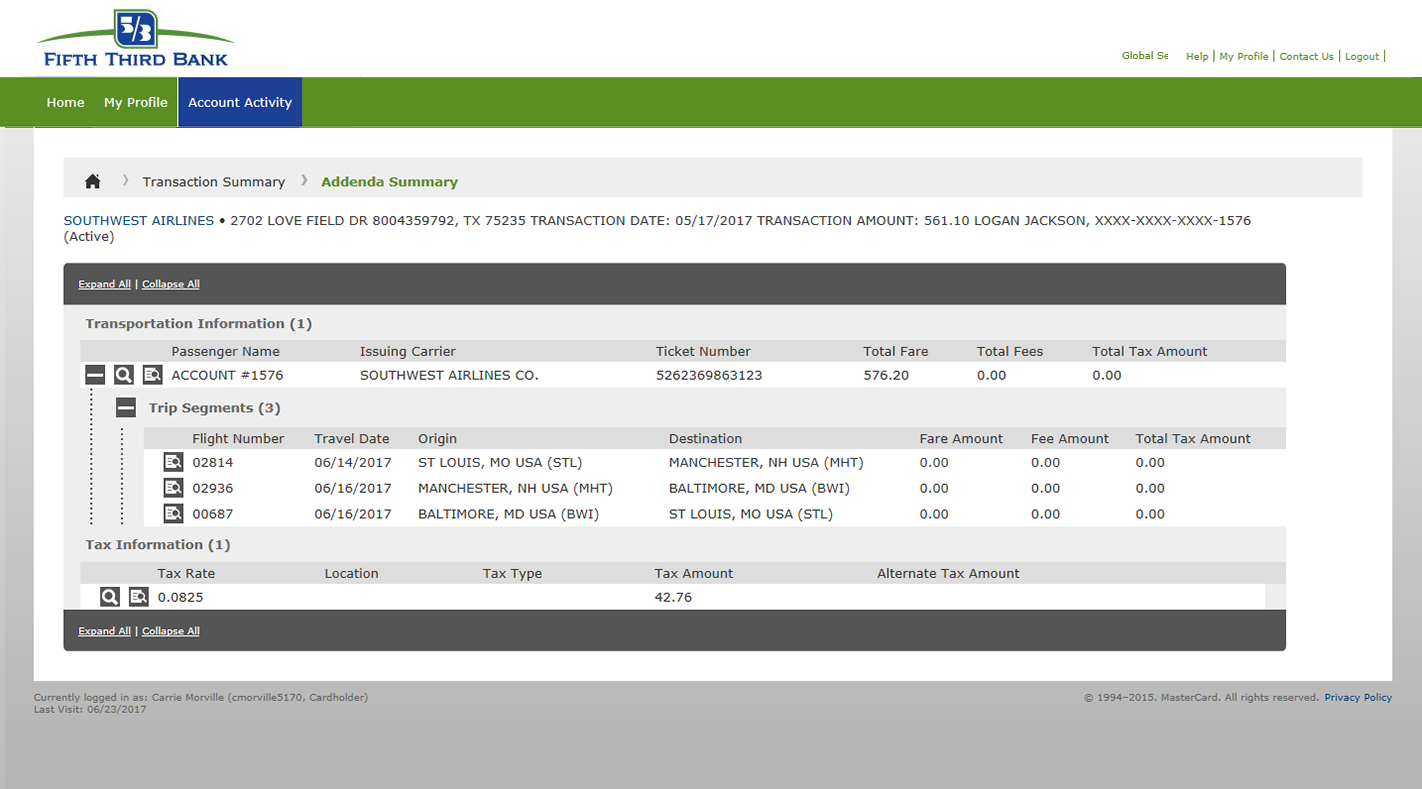 5/3
FIFTH THIRD BANK
Global Se Help | My Profile | Contact Us | Logout |
Home My Profile Account Activity
Transaction Summary Addenda Summary
SOUTHWEST AIRLINES • 2702 LOVE FIELD DR 8004359792, TX 75235 TRANSACTION DATE: 05/17/2017 TRANSACTION AMOUNT: 561.10 LOGAN JACKSON, XXXX-XXXX-XXXX-1576
(Active)
Expand All | Collapse All
Transportation Information (1)
Passenger Name Issuing Carrier Ticket Number Total Fare Total Fees Total Tax Amount
ACCOUNT #1576 SOUTHWEST AIRLINES CO. 5262369863123 576.20 0.00 0.00
Trip Segments (3)
Flight Number Travel Date Origin Destination Fare Amount Fee Amount Total Tax Amount
02814 06/14/2017 ST LOUIS, MO USA (STL) MANCHESTER, NH USA (MHT) 0.00 0.00 0.00
02936 06/16/2017 MANCHESTER, NH USA (MHT) BALTIMORE, MD USA (BWI) 0.00 0.00 0.00
00687 06/16/2017 BALTIMORE, MD USA (BWI) ST LOUIS, MO USA (STL) 0.00 0.00 0.00
Tax Information (1)
Tax Rate Location Tax Type Tax Amount Alternate Tax Amount
0.0825 42.76
Expand All | Collapse All
Currently logged in as: Carrie Morville (cmorville5170, Cardholder) © 1994–2015. MasterCard. All rights reserved. Privacy Policy
Last Visit: 06/23/2017